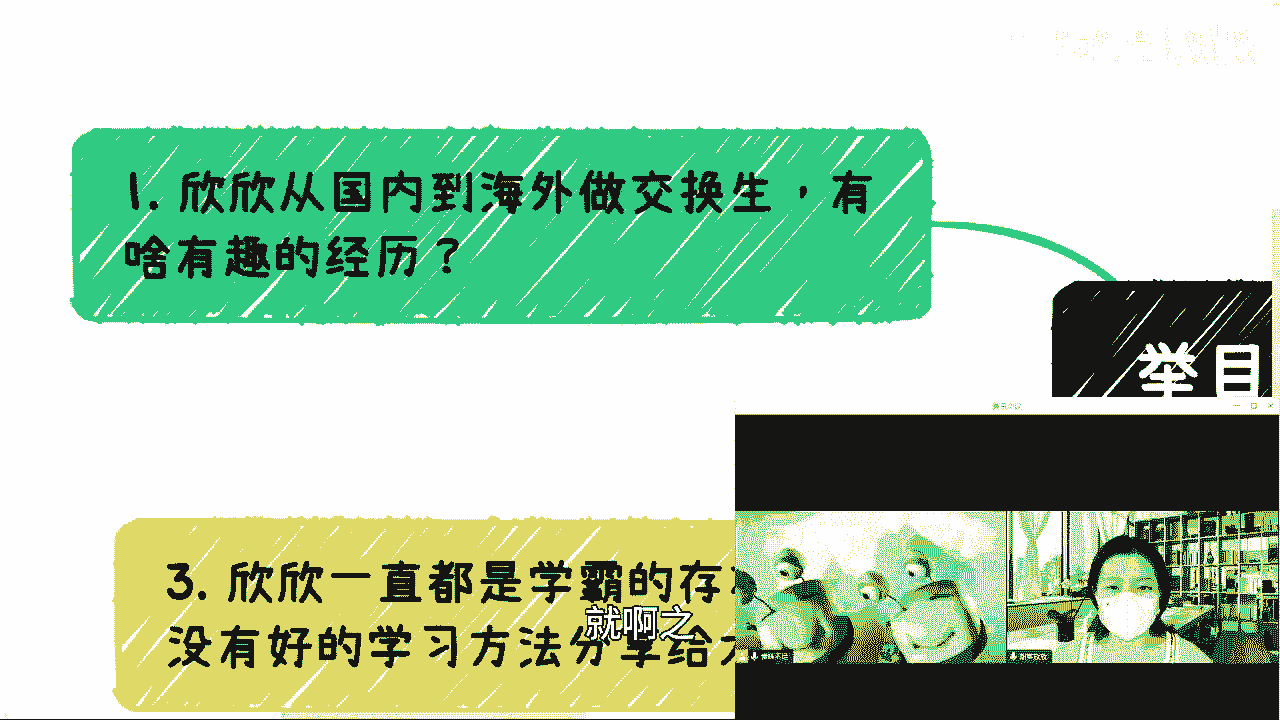 1. 欣欣从国内到海外做交换生，有
啥有趣的经历？
举目
3. 欣欣一直都是学霸的存
没有好的学习方法分享给
就啊之